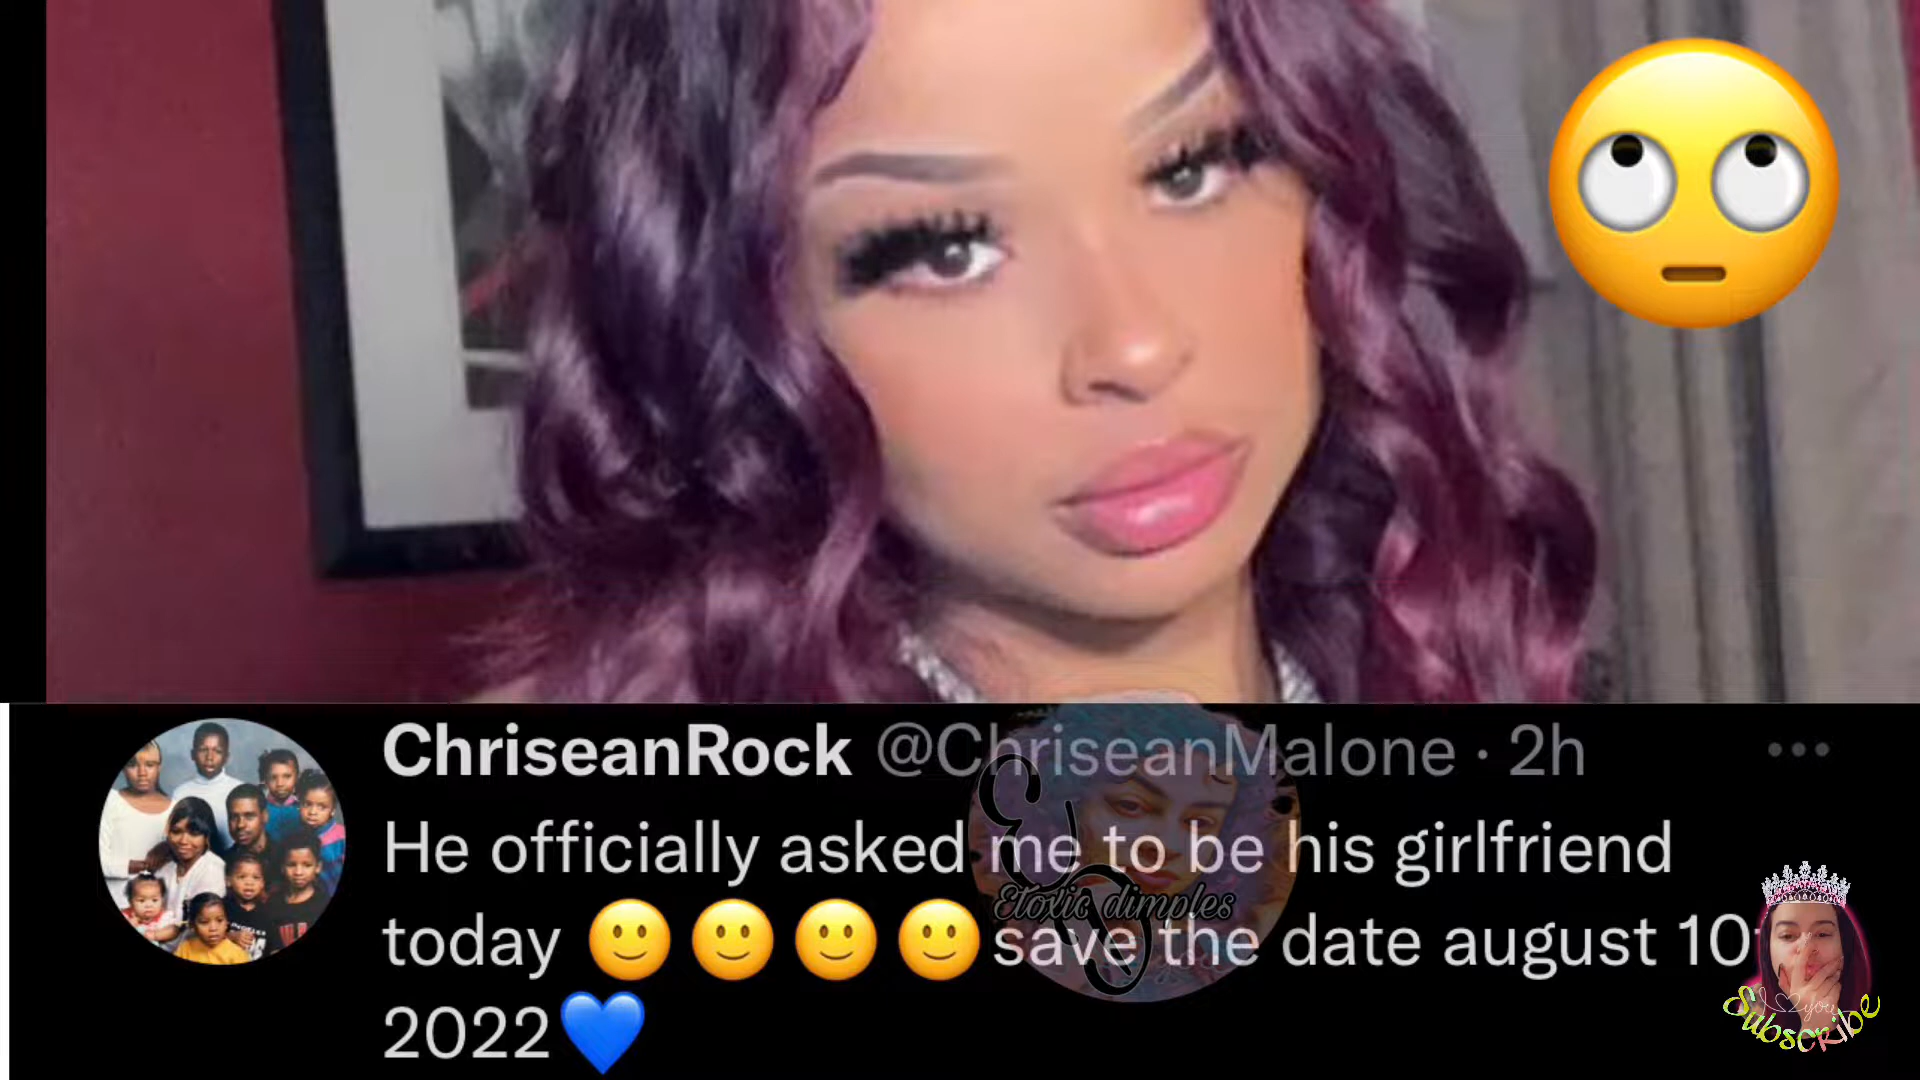 ChriseanRock @ChriseanMalone · 2h
He officially asked me to be his girlfriend
today 🙂 🙂 🙂 🙂 save the date august 10
2022💙
Etoxic dimples
you
Subscribe